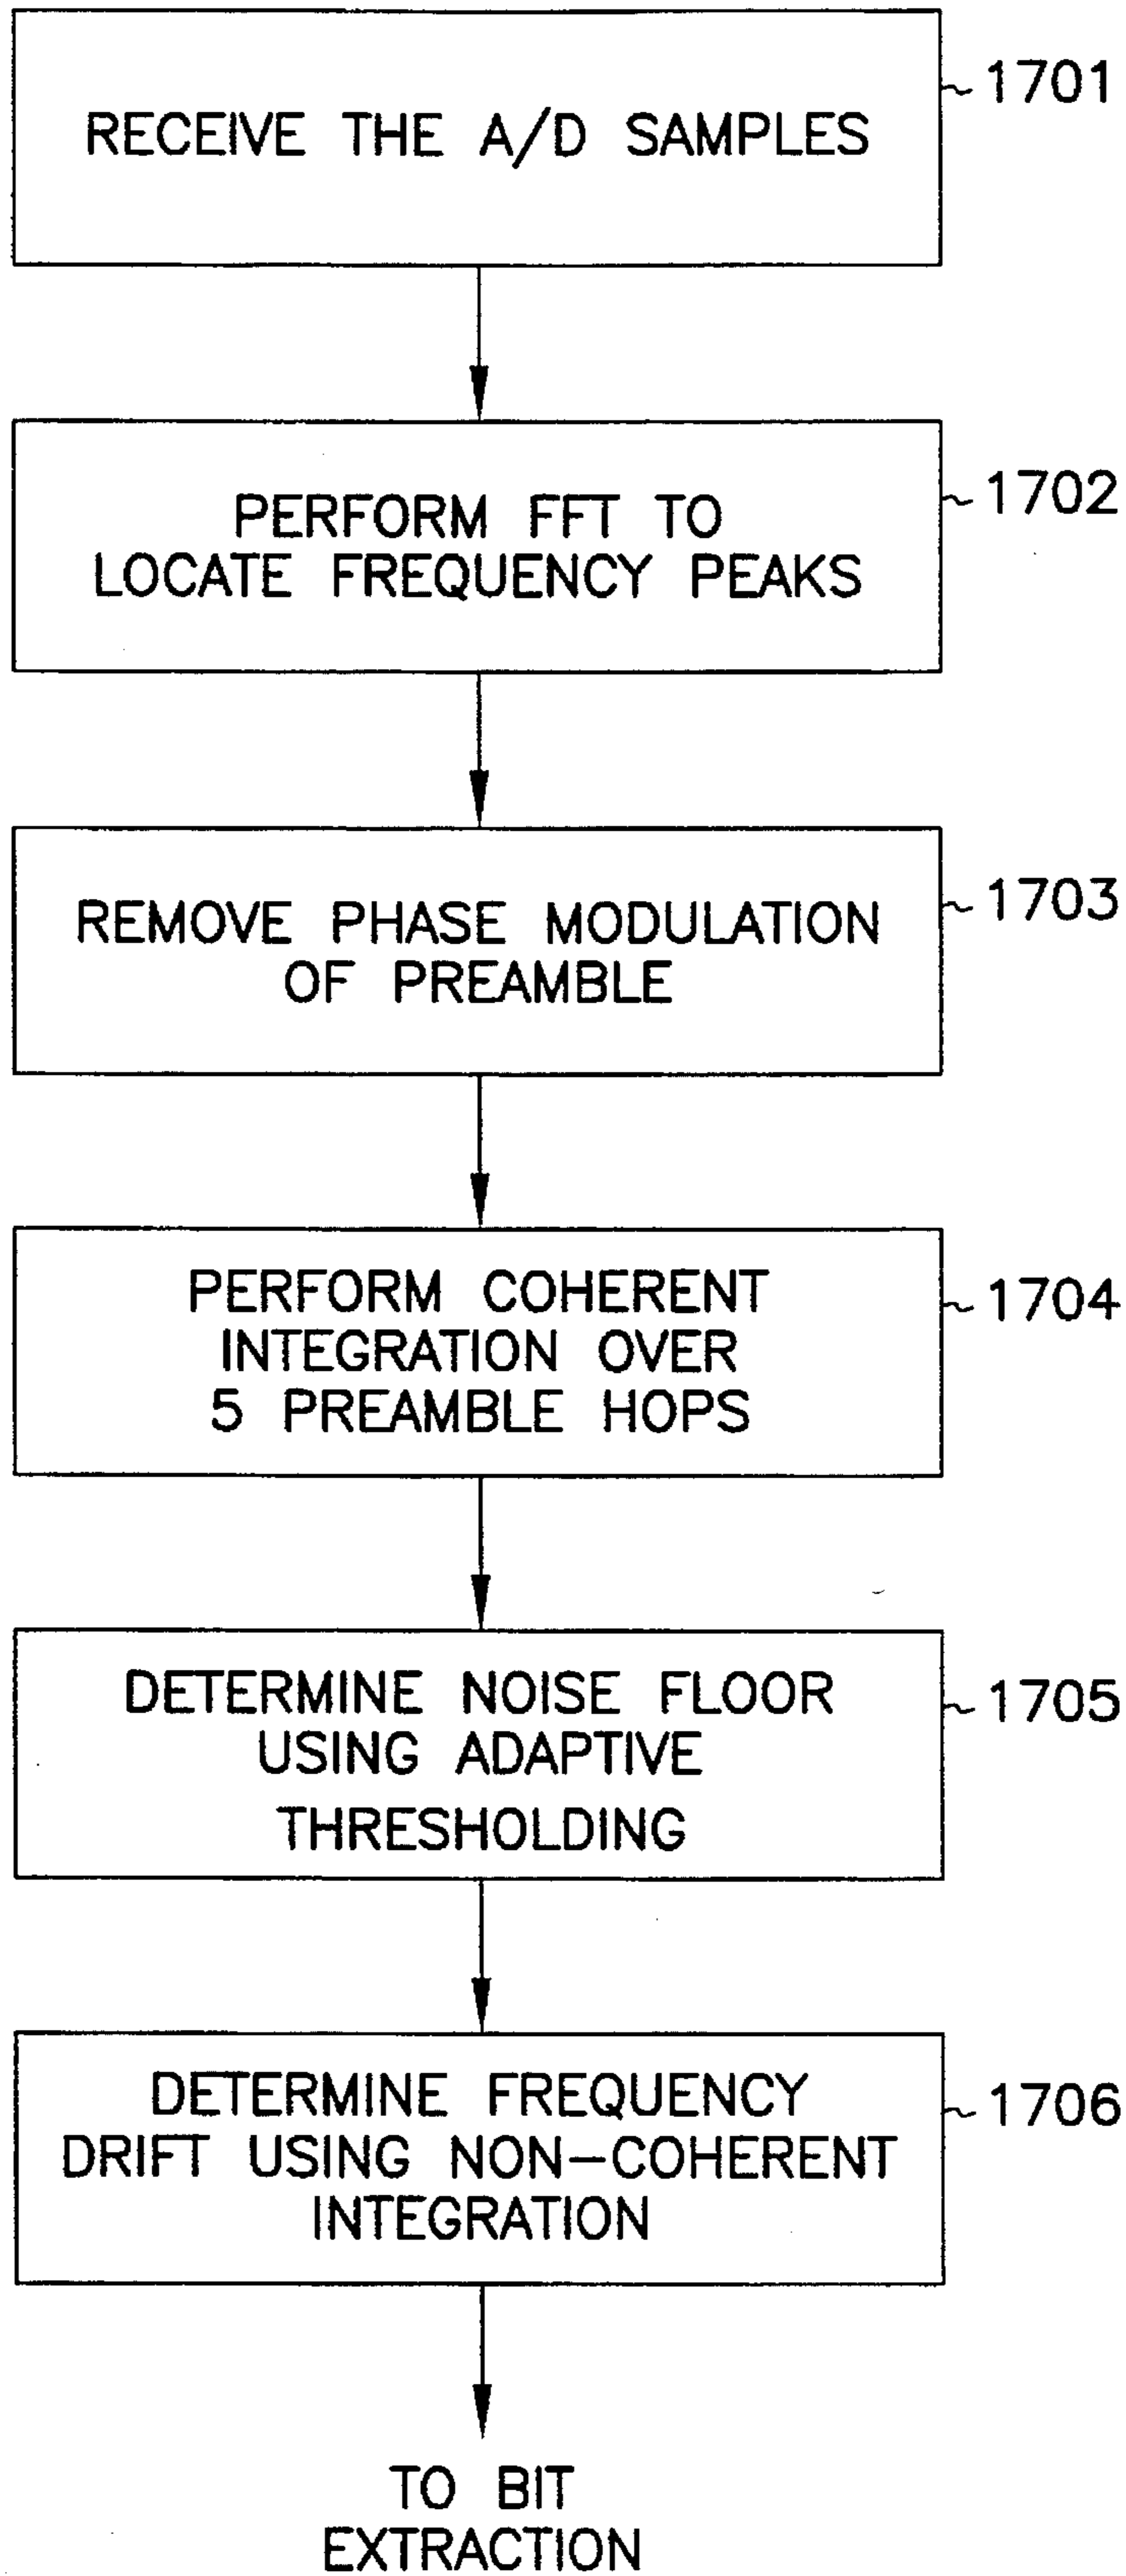 RECEIVE THE A/D SAMPLES
1701
PERFORM FFT TO
LOCATE FREQUENCY PEAKS
1702
REMOVE PHASE MODULATION
OF PREAMBLE
1703
PERFORM COHERENT
INTEGRATION OVER
5 PREAMBLE HOPS
1704
DETERMINE NOISE FLOOR
USING ADAPTIVE
THRESHOLDING
1705
DETERMINE FREQUENCY
DRIFT USING NON-COHERENT
INTEGRATION
1706
TO BIT
EXTRACTION